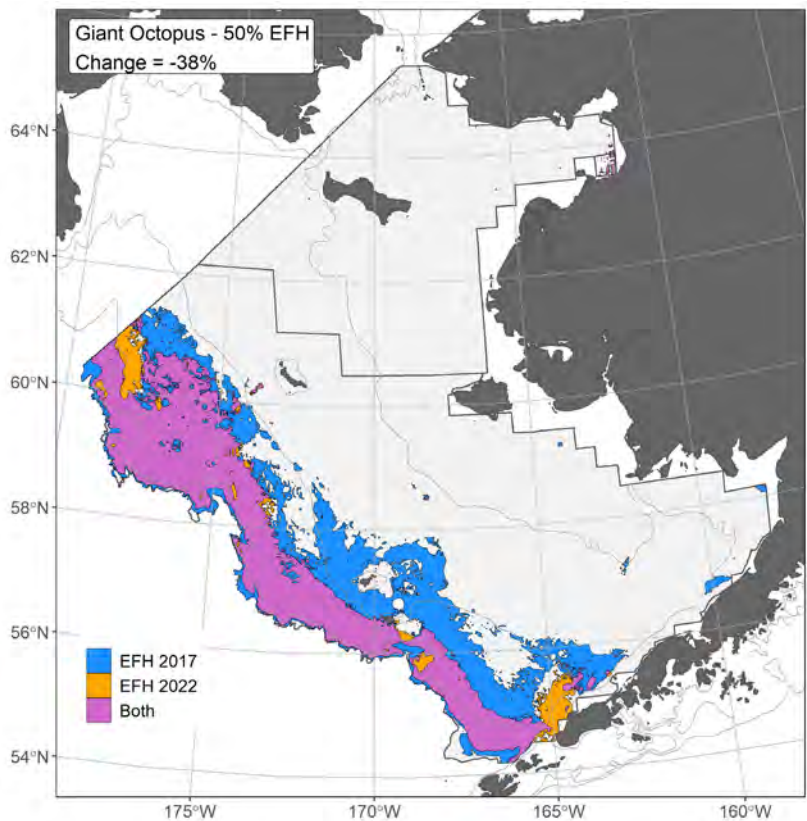 Giant Octopus - 50% EFH
Change = -38%
64°N
62°N
60°N
58°N
56°N
54°N
EFH 2017
EFH 2022
Both
175°W
170°W
165°W
160°W